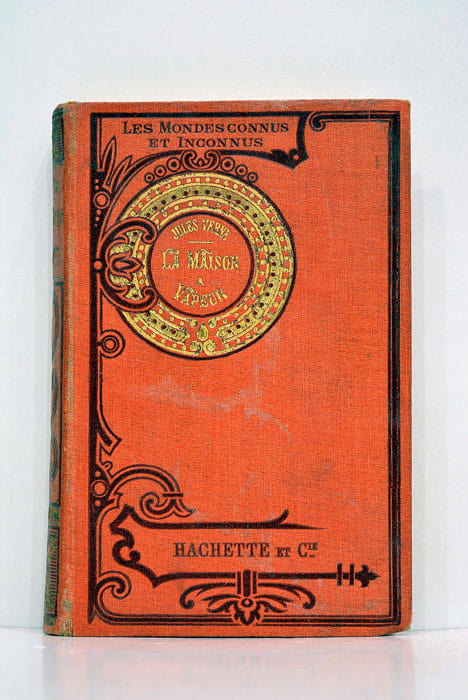 LES MONDES CONNUS
ET INCONNUS
JULES VERNE
LA MAISON
A
VAPEUR
HACHETTE ET CIE